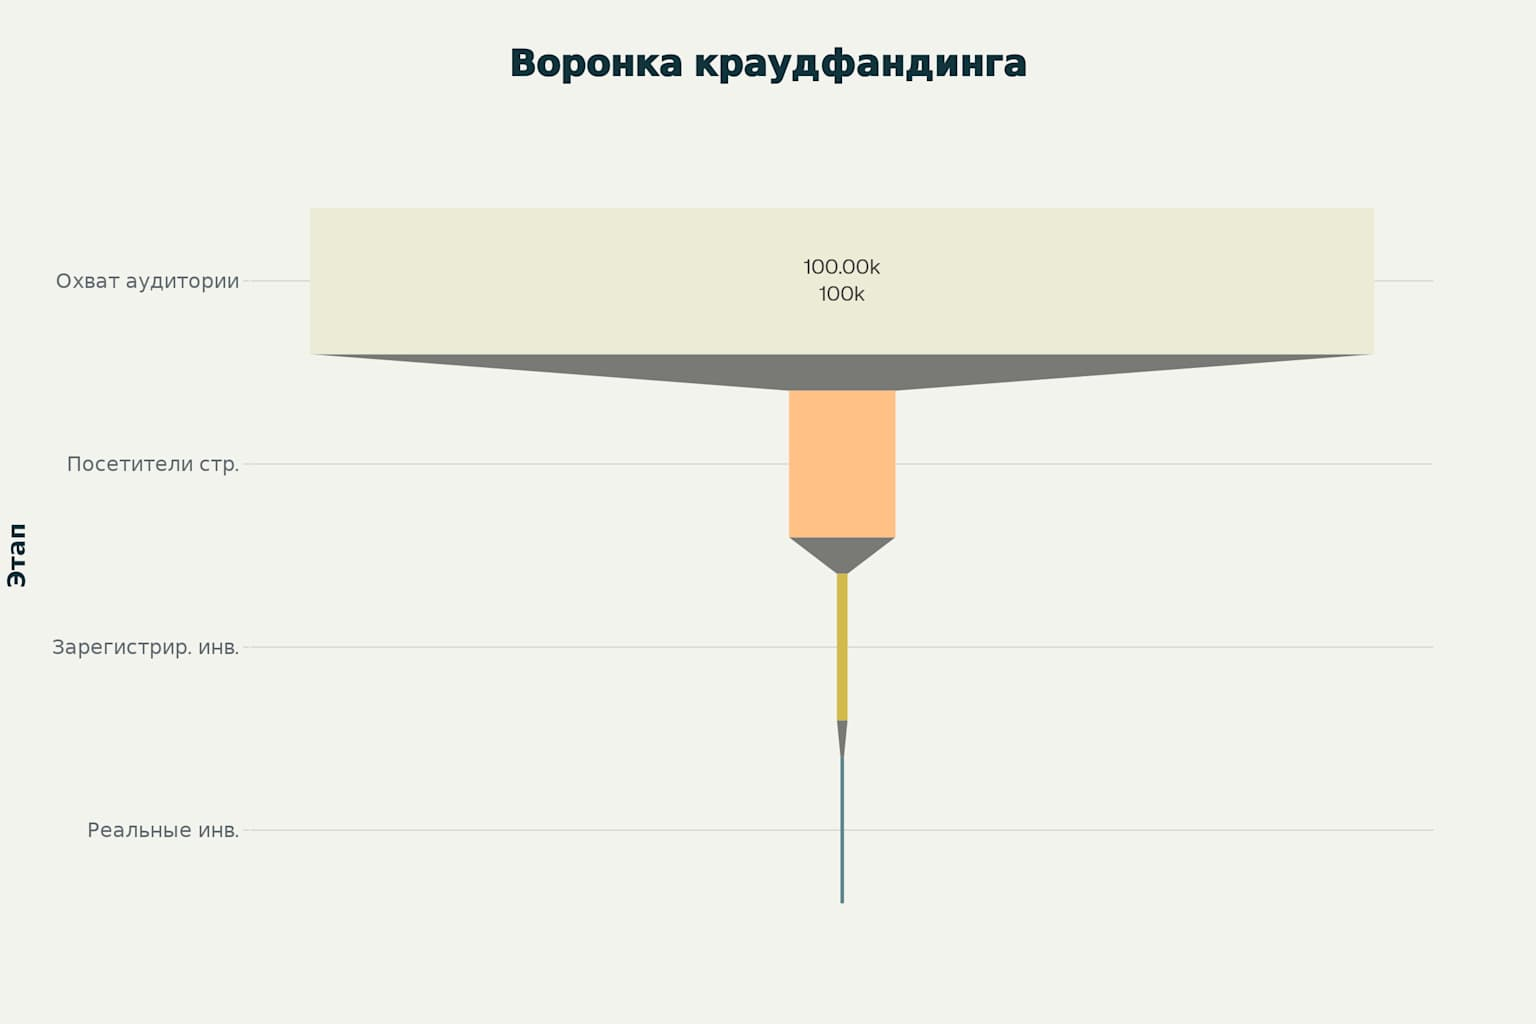 Воронка краудфандинга
Охват аудитории
100.00k
100k
Посетители стр.
Этап
Зарегистрир. инв.
Реальные инв.